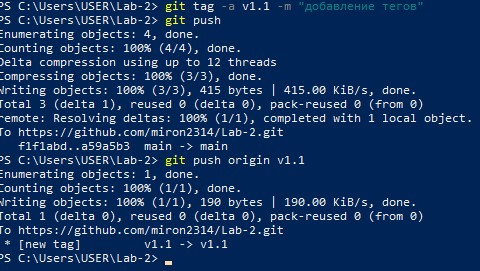 PS C:\Users\USER\Lab-2> git tag -a v1.1 -m "добавление тегов"
PS C:\Users\USER\Lab-2> git push
Enumerating objects: 4, done.
Counting objects: 100% (4/4), done.
Delta compression using up to 12 threads
Compressing objects: 100% (3/3), done.
Writing objects: 100% (3/3), 415 bytes | 415.00 KiB/s, done.
Total 3 (delta 1), reused 0 (delta 0), pack-reused 0 (from 0)
remote: Resolving deltas: 100% (1/1), completed with 1 local object.
To https://github.com/miron2314/Lab-2.git
f1f1abd..a59a5b3 main -> main
PS C:\Users\USER\Lab-2> git push origin v1.1
Enumerating objects: 1, done.
Counting objects: 100% (1/1), done.
Writing objects: 100% (1/1), 190 bytes | 190.00 KiB/s, done.
Total 1 (delta 0), reused 0 (delta 0), pack-reused 0 (from 0)
To https://github.com/miron2314/Lab-2.git
* [new tag] v1.1 -> v1.1
PS C:\Users\USER\Lab-2>